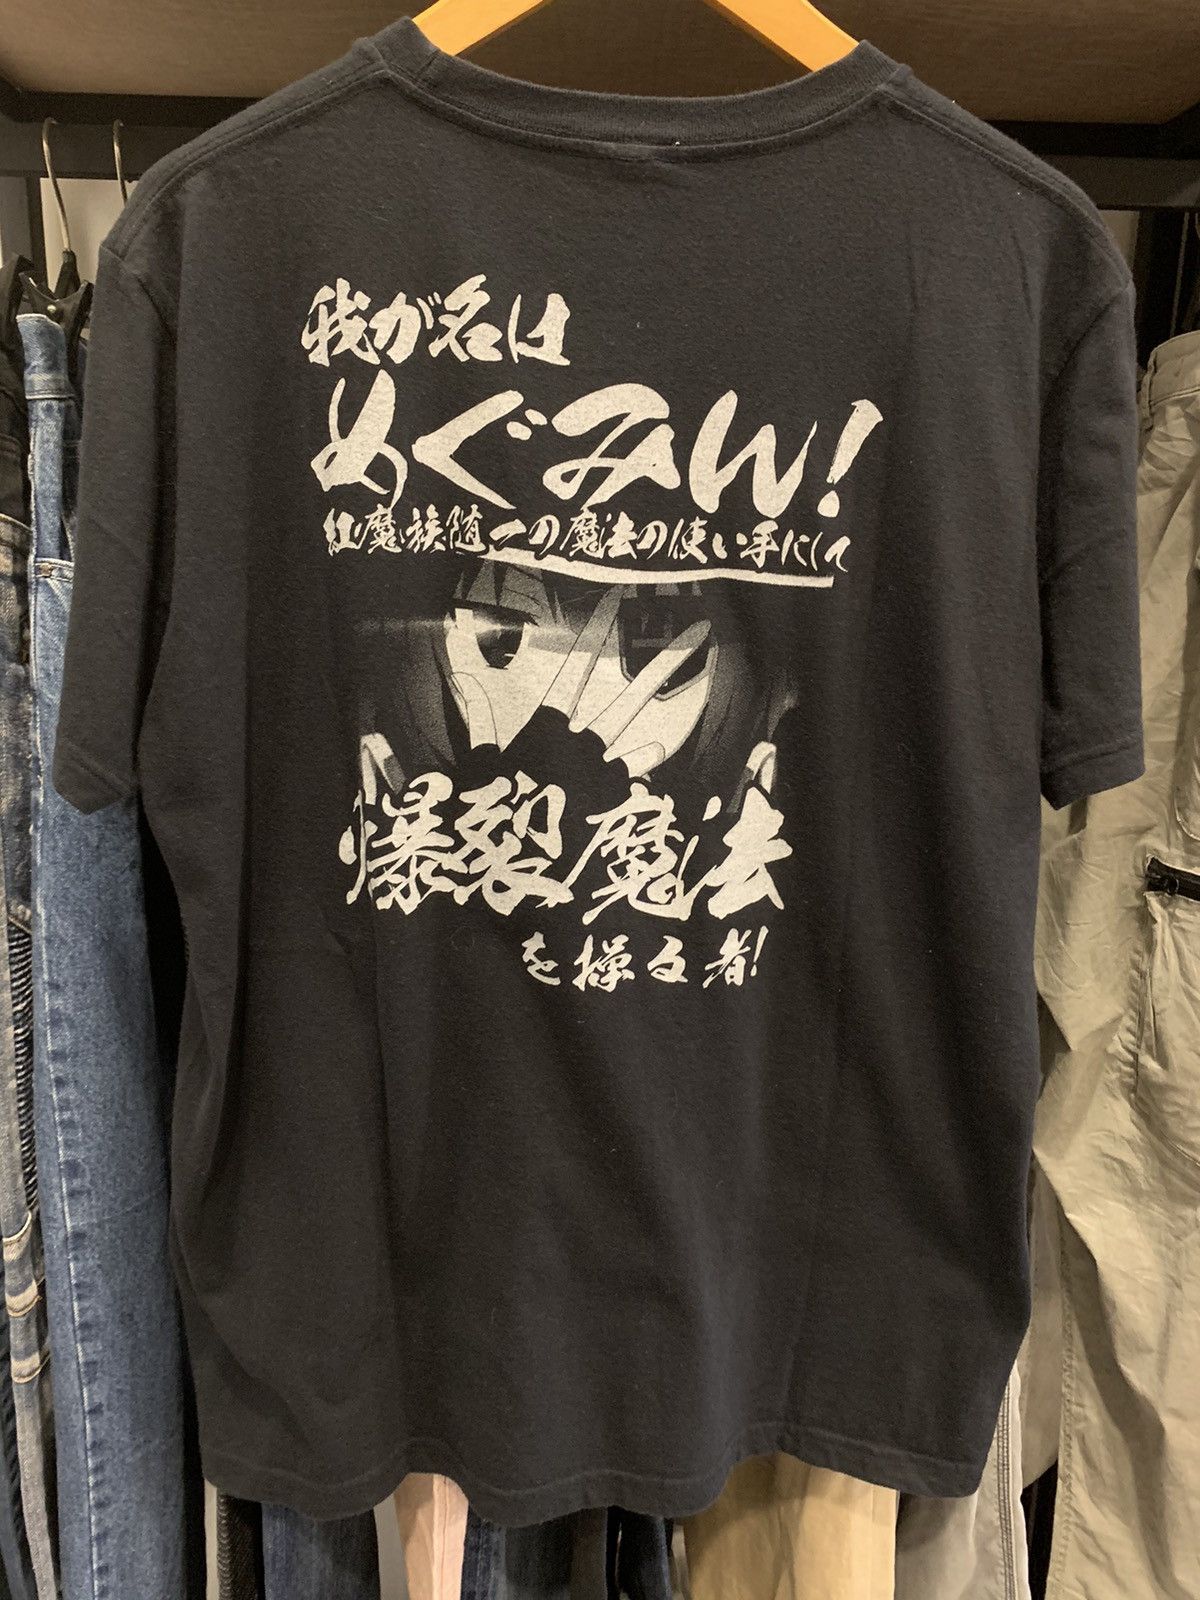 我が名は
めぐみん!
紅魔族随一の魔法の使い手にして
爆裂魔法
を操る者!